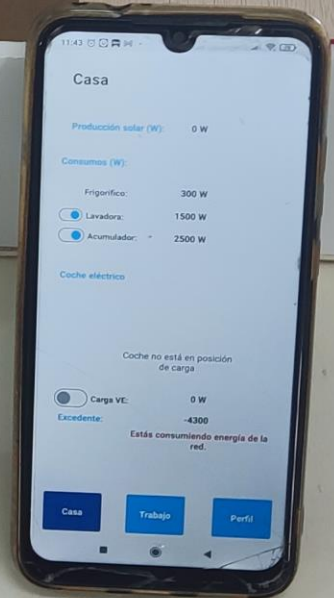 11:43
Casa
Producción solar (W): 0 W
Consumos (W):
Frigorífico: 300 W
Lavadora: 1500 W
Acumulador: 2500 W
Coche eléctrico
Coche no está en posición
de carga
Carga VE: 0 W
Excedente: -4300
Estás consumiendo energía de la
red.
Casa Trabajo Perfil